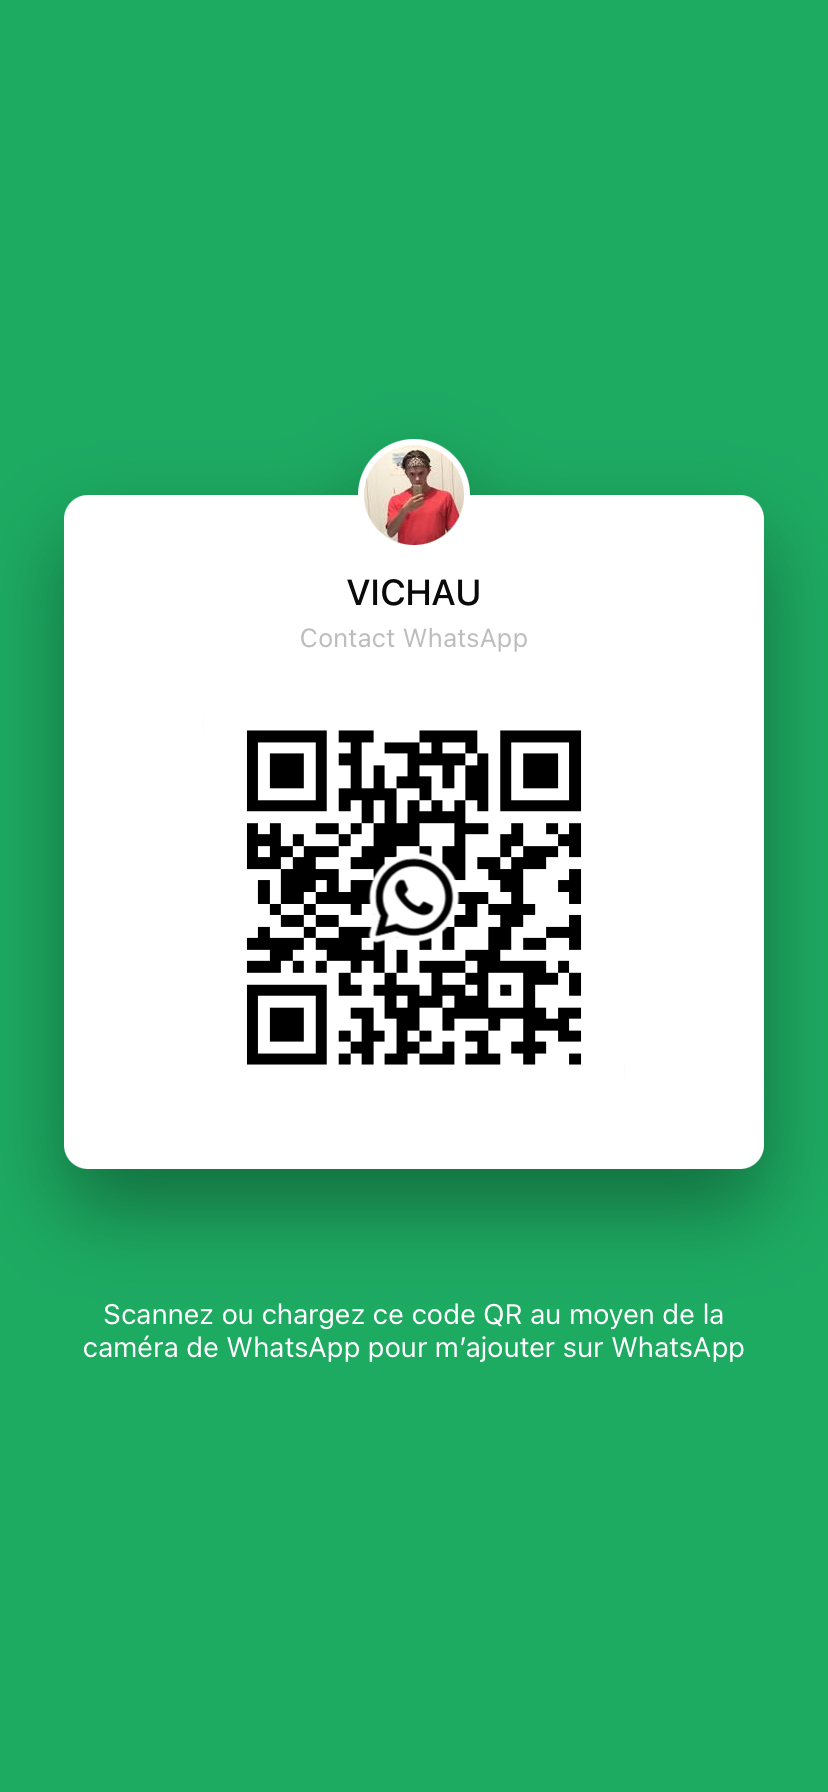 VICHAU
Contact WhatsApp
Scannez ou chargez ce code QR au moyen de la
caméra de WhatsApp pour m’ajouter sur WhatsApp